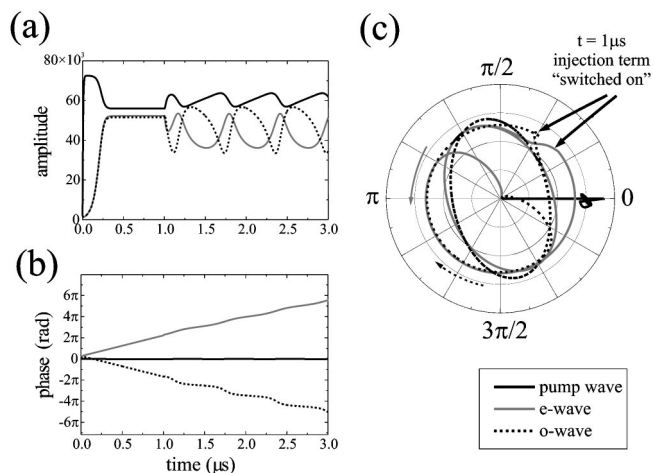 (a)
80×10³
60
40
20
0
amplitude
0.0 0.5 1.0 1.5 2.0 2.5 3.0
(b)
6π
4π
2π
0
-2π
-4π
-6π
phase (rad)
0.0 0.5 1.0 1.5 2.0 2.5 3.0
time (μs)
(c)
t = 1μs
injection term
“switched on”
π/2
π
0
3π/2
pump wave
e-wave
o-wave